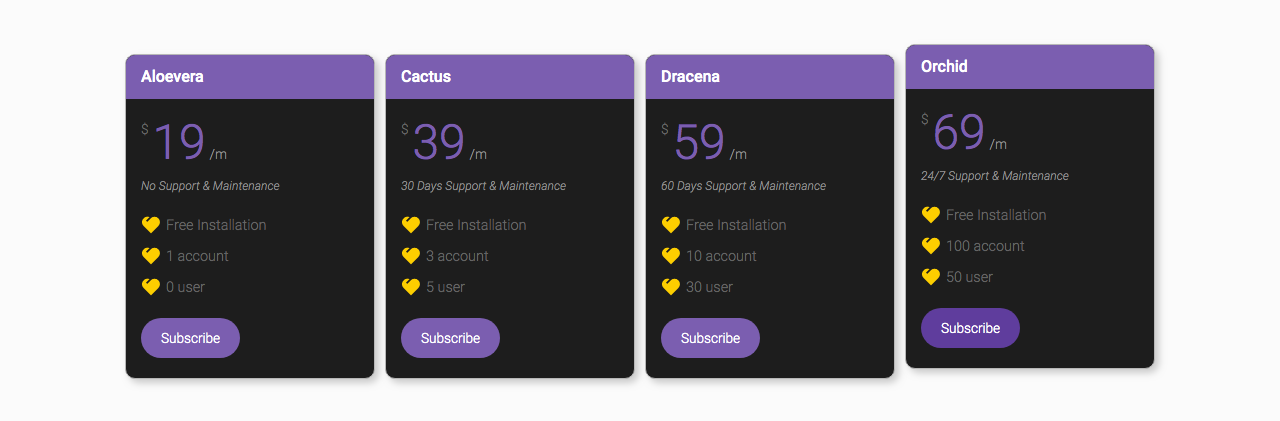 Aloevera
$ 19 /m
No Support & Maintenance
Free Installation
1 account
0 user
Subscribe
Cactus
$ 39 /m
30 Days Support & Maintenance
Free Installation
3 account
5 user
Subscribe
Dracena
$ 59 /m
60 Days Support & Maintenance
Free Installation
10 account
30 user
Subscribe
Orchid
$ 69 /m
24/7 Support & Maintenance
Free Installation
100 account
50 user
Subscribe